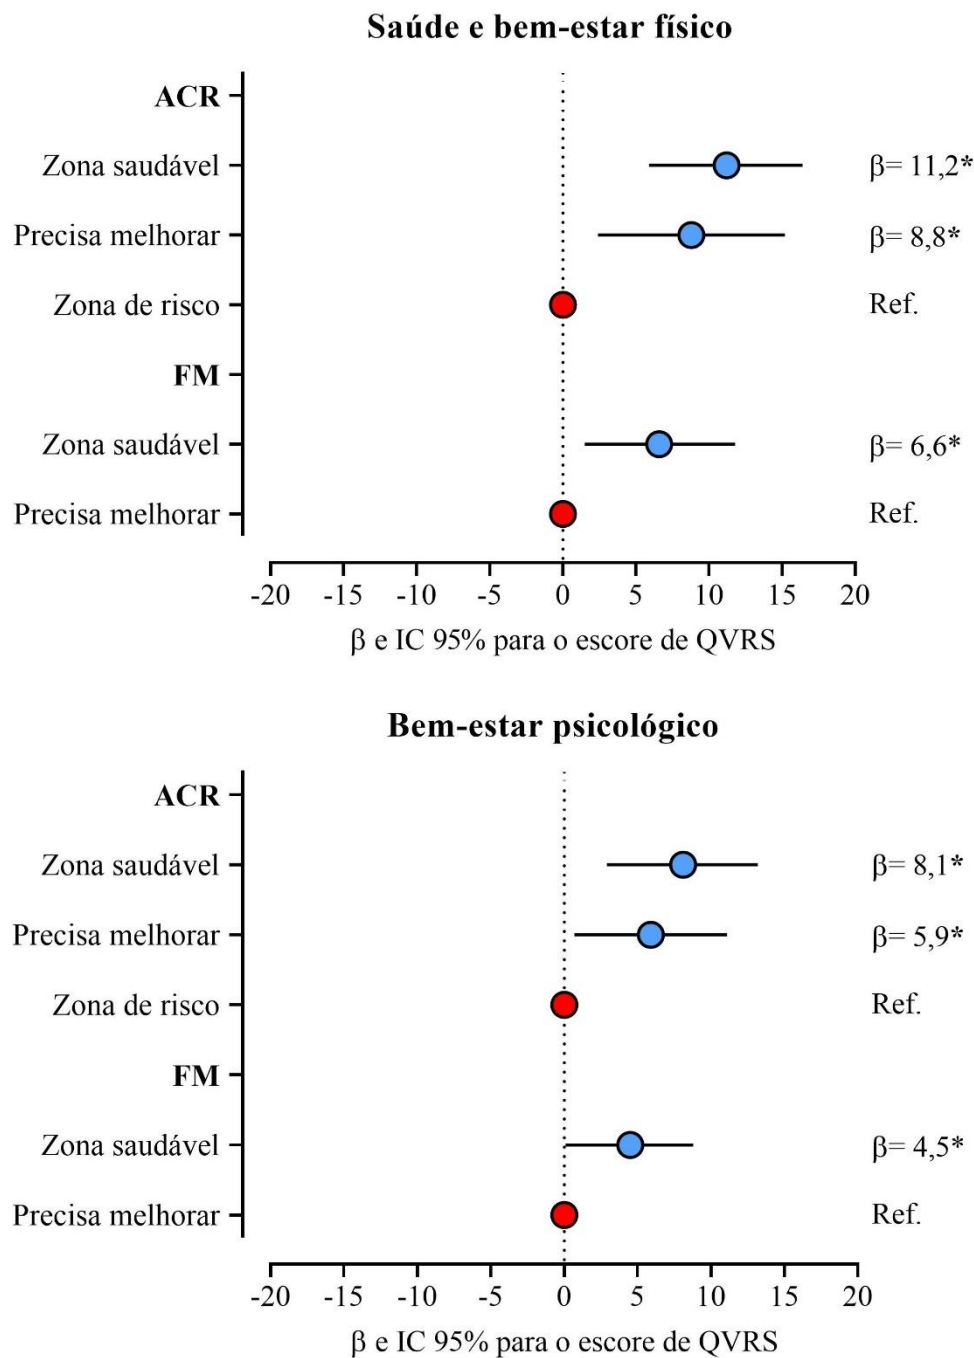 Saúde e bem-estar físico
ACR
Zona saudável β= 11,2*
Precisa melhorar β= 8,8*
Zona de risco Ref.
FM
Zona saudável β= 6,6*
Precisa melhorar Ref.
-20 -15 -10 -5 0 5 10 15 20
β e IC 95% para o escore de QVRS
Bem-estar psicológico
ACR
Zona saudável β= 8,1*
Precisa melhorar β= 5,9*
Zona de risco Ref.
FM
Zona saudável β= 4,5*
Precisa melhorar Ref.
-20 -15 -10 -5 0 5 10 15 20
β e IC 95% para o escore de QVRS